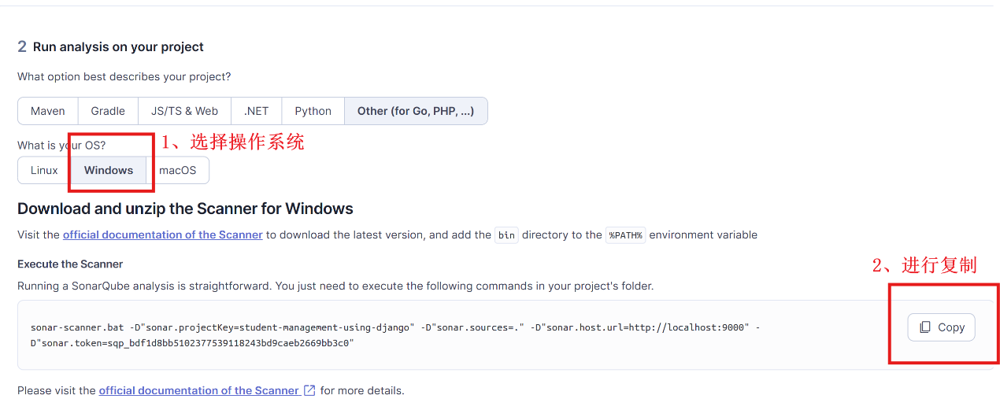 2 Run analysis on your project
What option best describes your project?
Maven Gradle JS/TS & Web .NET Python Other (for Go, PHP, ...)
What is your OS? 1、选择操作系统
Linux Windows macOS
Download and unzip the Scanner for Windows
Visit the official documentation of the Scanner to download the latest version, and add the bin directory to the %PATH% environment variable
Execute the Scanner
2、进行复制
Running a SonarQube analysis is straightforward. You just need to execute the following commands in your project's folder.
sonar-scanner.bat -D"sonar.projectKey=student-management-using-django" -D"sonar.sources=." -D"sonar.host.url=http://localhost:9000" -
D"sonar.token=sqp_bdf1d8bb5102377539118243bd9caeb2669bb3c0"
Copy
Please visit the official documentation of the Scanner for more details.